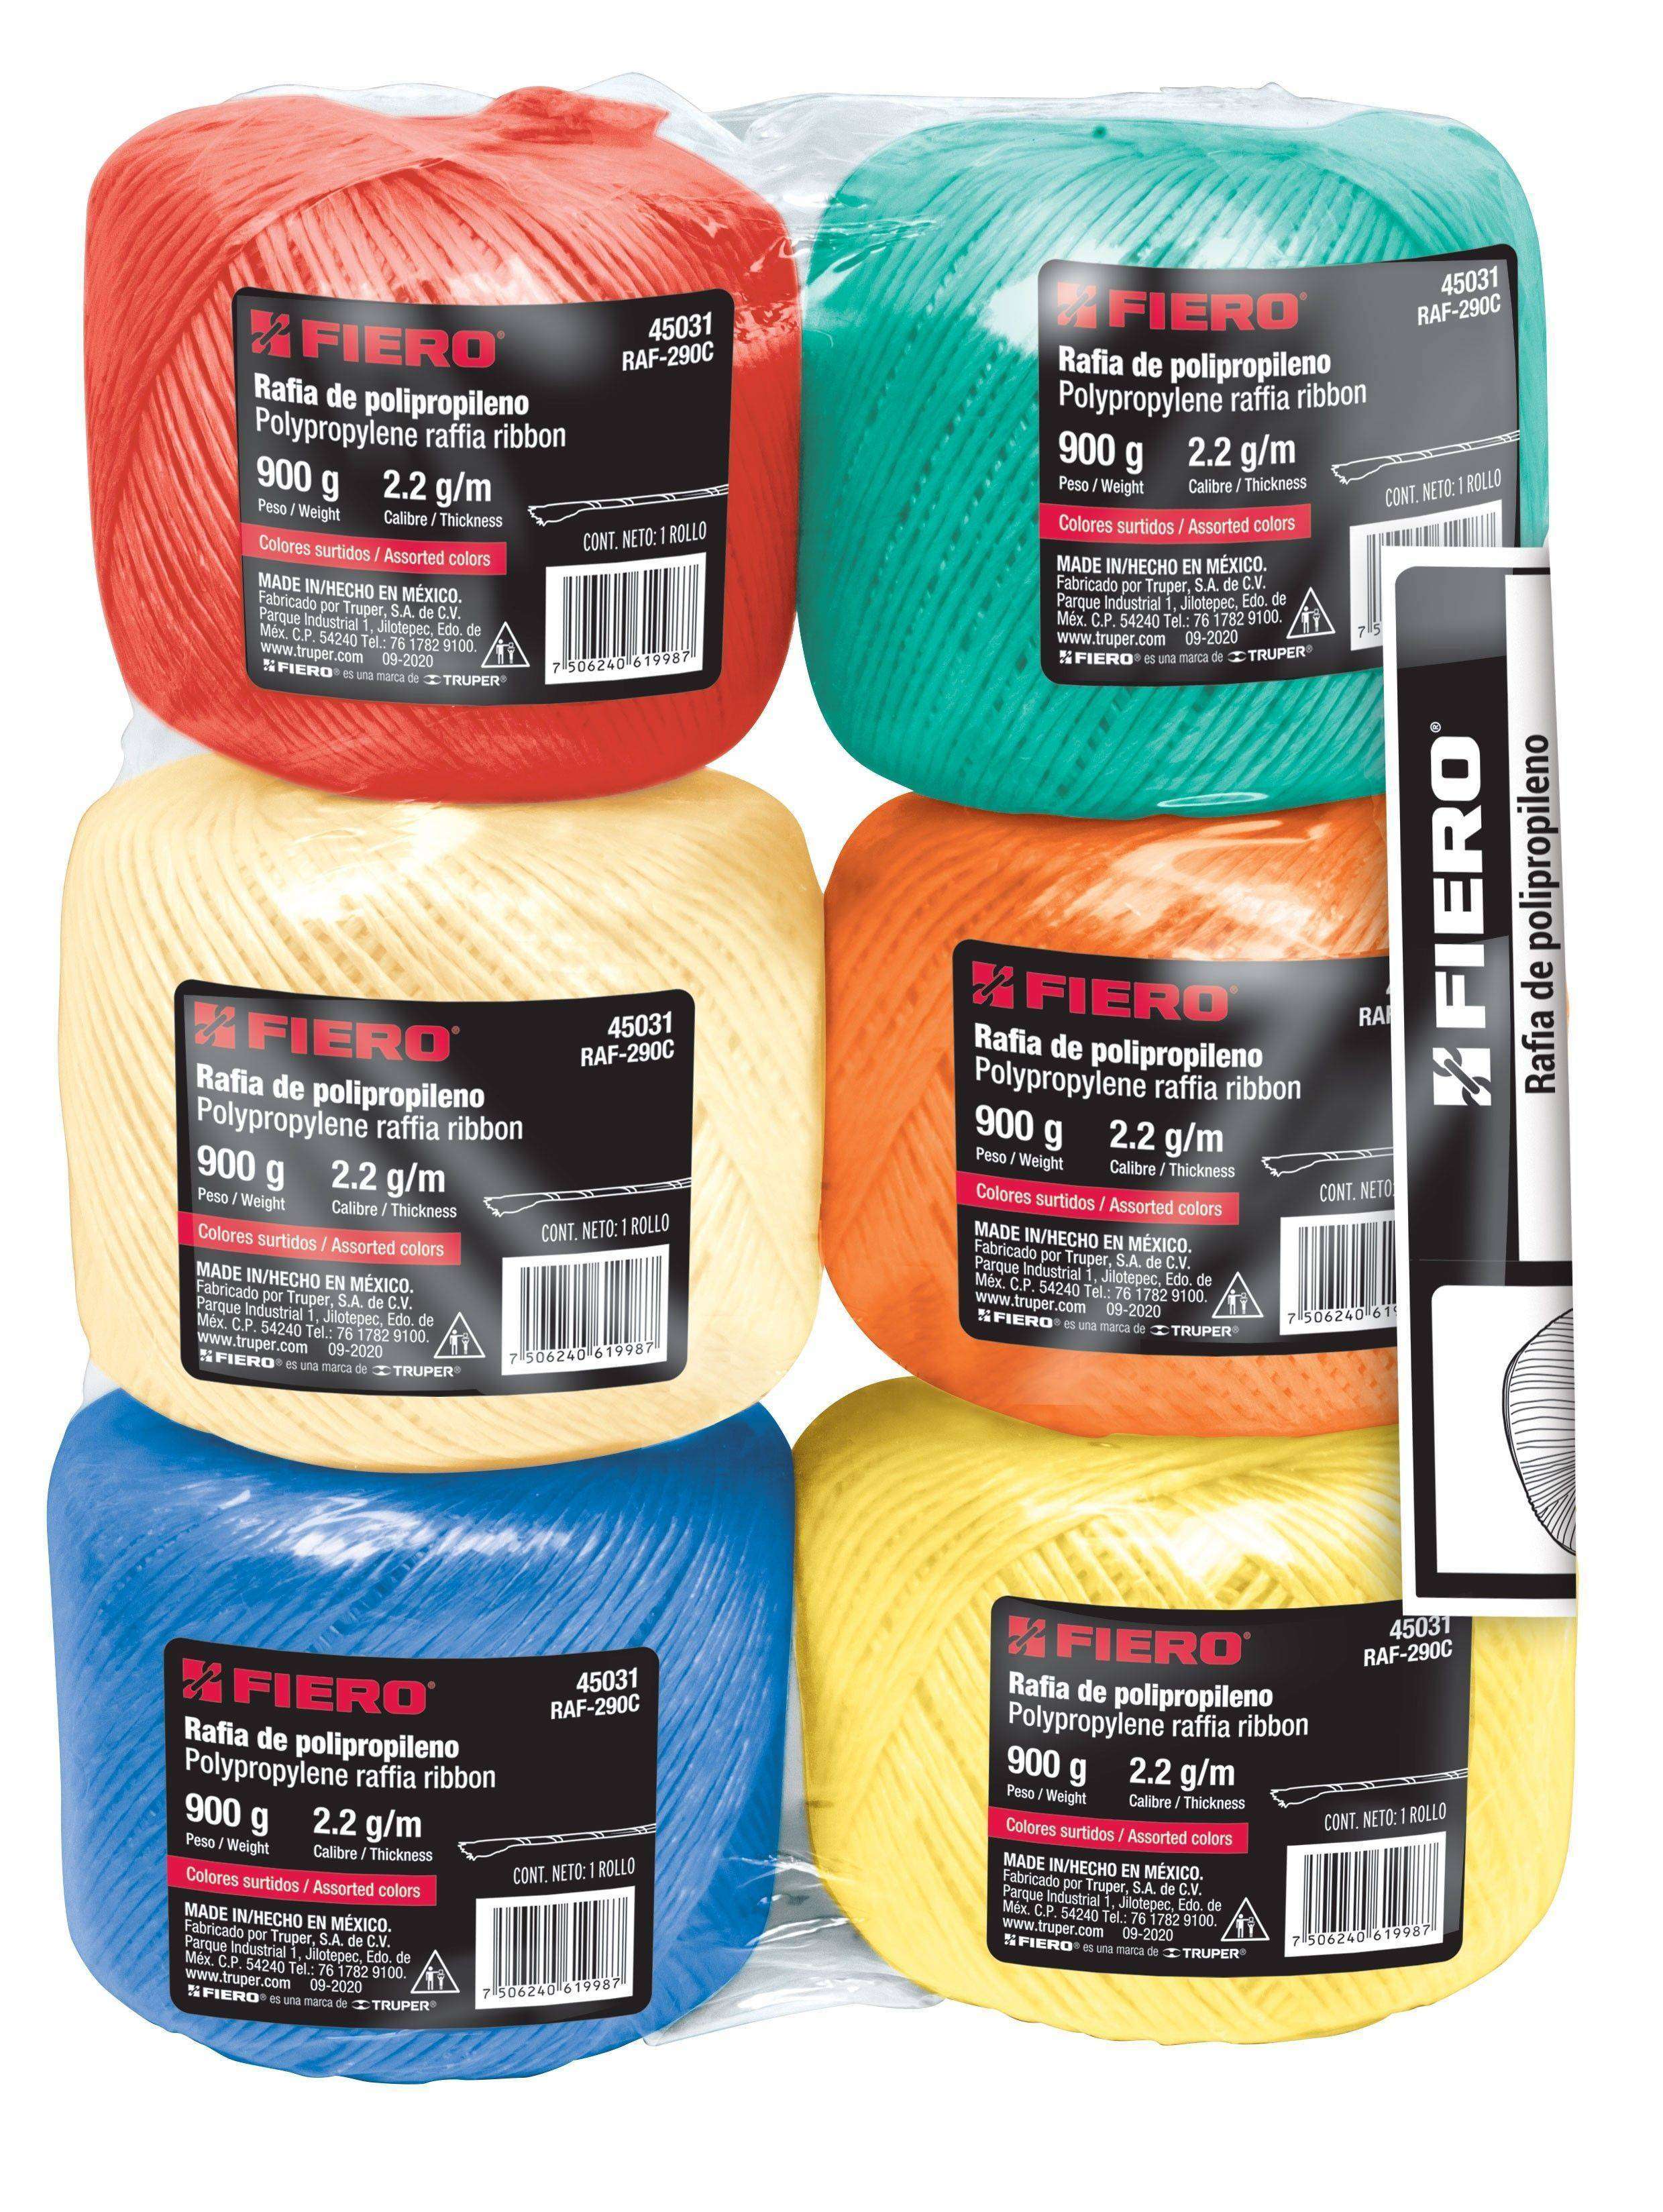 FIERO®
45031
RAF-290C
Rafia de polipropileno
Polypropylene raffia ribbon
900 g 2.2 g/m
Peso / Weight Calibre / Thickness
CONT. NETO: 1 ROLLO
Colores surtidos / Assorted colors
MADE IN/HECHO EN MÉXICO.
Fabricado por Truper, S.A. de C.V.
Parque Industrial 1, Jilotepec, Edo. de
Méx. C.P. 54240 Tel.: 76 1782 9100.
www.truper.com 09-2020
FIERO® es una marca de TRUPER®
7 506240 619987
FIERO®
45031
RAF-290C
Rafia de polipropileno
Polypropylene raffia ribbon
900 g 2.2 g/m
Peso / Weight Calibre / Thickness
CONT. NETO: 1 ROLLO
Colores surtidos / Assorted colors
MADE IN/HECHO EN MÉXICO.
Fabricado por Truper, S.A. de C.V.
Parque Industrial 1, Jilotepec, Edo. de
Méx. C.P. 54240 Tel.: 76 1782 9100.
www.truper.com 09-2020
FIERO® es una marca de TRUPER®
7 5
FIERO®
Rafia de polipropileno
FIERO®
45031
RAF-290C
Rafia de polipropileno
Polypropylene raffia ribbon
900 g 2.2 g/m
Peso / Weight Calibre / Thickness
CONT. NETO: 1 ROLLO
Colores surtidos / Assorted colors
MADE IN/HECHO EN MÉXICO.
Fabricado por Truper, S.A. de C.V.
Parque Industrial 1, Jilotepec, Edo. de
Méx. C.P. 54240 Tel.: 76 1782 9100.
www.truper.com 09-2020
FIERO® es una marca de TRUPER®
7 506240 619987
FIERO®
RAF
Rafia de polipropileno
Polypropylene raffia ribbon
900 g 2.2 g/m
Peso / Weight Calibre / Thickness
CONT. NETO:
Colores surtidos / Assorted colors
MADE IN/HECHO EN MÉXICO.
Fabricado por Truper, S.A. de C.V.
Parque Industrial 1, Jilotepec, Edo. de
Méx. C.P. 54240 Tel.: 76 1782 9100.
www.truper.com 09-2020
FIERO® es una marca de TRUPER®
7 506240 619
FIERO®
45031
RAF-290C
Rafia de polipropileno
Polypropylene raffia ribbon
900 g 2.2 g/m
Peso / Weight Calibre / Thickness
CONT. NETO: 1 ROLLO
Colores surtidos / Assorted colors
MADE IN/HECHO EN MÉXICO.
Fabricado por Truper, S.A. de C.V.
Parque Industrial 1, Jilotepec, Edo. de
Méx. C.P. 54240 Tel.: 76 1782 9100.
www.truper.com 09-2020
FIERO® es una marca de TRUPER®
7 506240 619987
FIERO®
45031
RAF-290C
Rafia de polipropileno
Polypropylene raffia ribbon
900 g 2.2 g/m
Peso / Weight Calibre / Thickness
CONT. NETO: 1 ROLLO
Colores surtidos / Assorted colors
MADE IN/HECHO EN MÉXICO.
Fabricado por Truper, S.A. de C.V.
Parque Industrial 1, Jilotepec, Edo. de
Méx. C.P. 54240 Tel.: 76 1782 9100.
www.truper.com 09-2020
FIERO® es una marca de TRUPER®
7 506240 619987